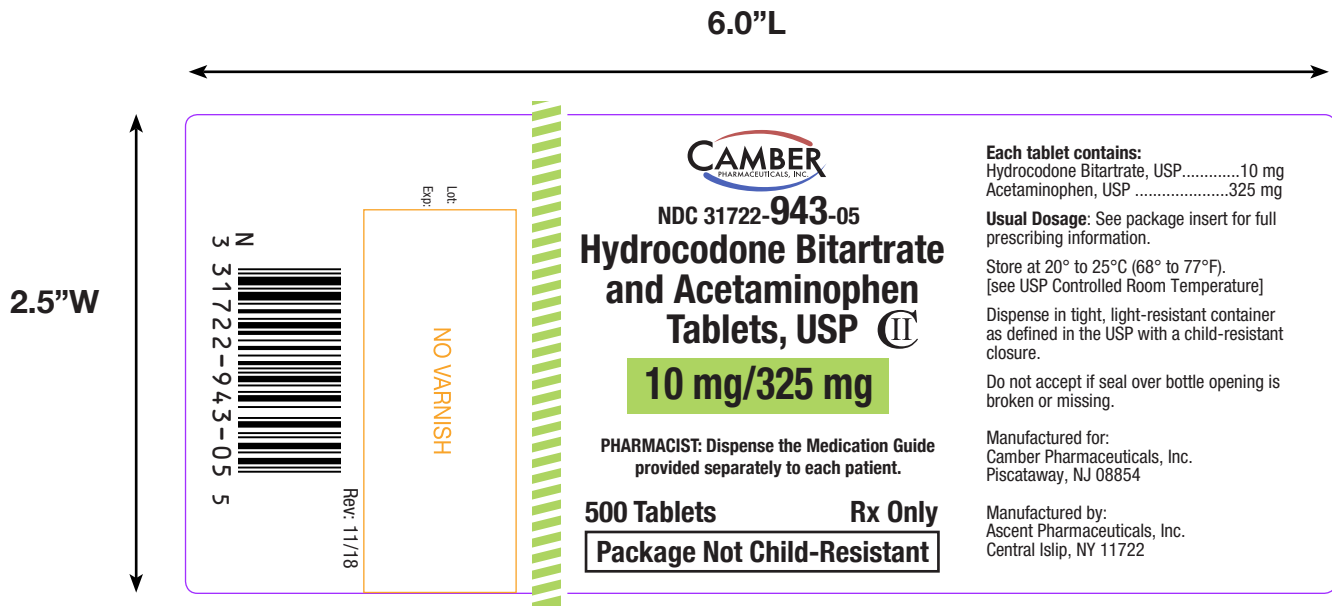 6.0”L
2.5”W
N
3 31722-943-05 5
Rev: 11/18
Lot:
Exp:
NO VARNISH
CAMBER
PHARMACEUTICALS, INC.
NDC 31722-943-05
Hydrocodone Bitartrate
and Acetaminophen
Tablets, USP CII
10 mg/325 mg
PHARMACIST: Dispense the Medication Guide
provided separately to each patient.
500 Tablets Rx Only
Package Not Child-Resistant
Each tablet contains:
Hydrocodone Bitartrate, USP.............10 mg
Acetaminophen, USP .....................325 mg
Usual Dosage: See package insert for full
prescribing information.
Store at 20° to 25°C (68° to 77°F).
[see USP Controlled Room Temperature]
Dispense in tight, light-resistant container
as defined in the USP with a child-resistant
closure.
Do not accept if seal over bottle opening is
broken or missing.
Manufactured for:
Camber Pharmaceuticals, Inc.
Piscataway, NJ 08854
Manufactured by:
Ascent Pharmaceuticals, Inc.
Central Islip, NY 11722